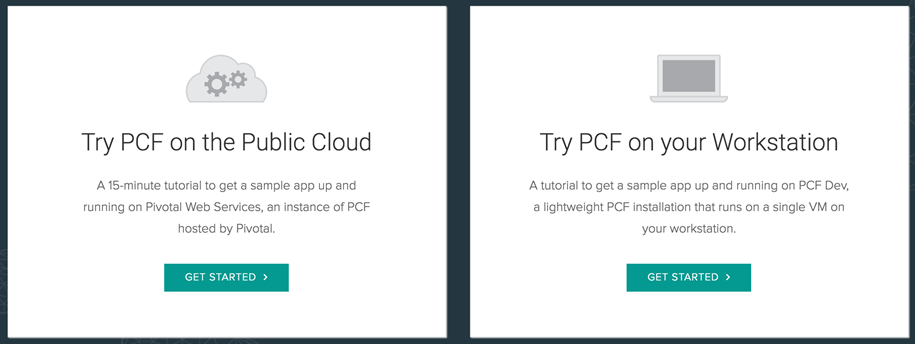 Try PCF on the Public Cloud
A 15-minute tutorial to get a sample app up and
running on Pivotal Web Services, an instance of PCF
hosted by Pivotal.
GET STARTED >
Try PCF on your Workstation
A tutorial to get a sample app up and running on PCF Dev,
a lightweight PCF installation that runs on a single VM on
your workstation.
GET STARTED >